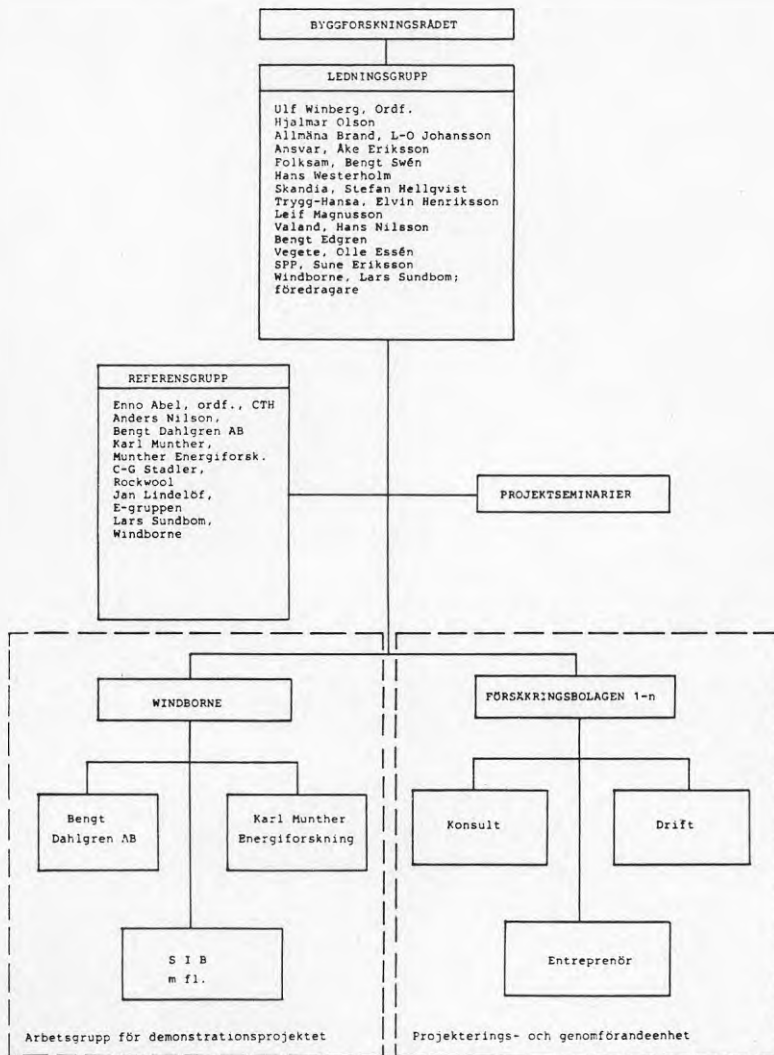 BYGGFORSKNINGSRÅDET
LEDNINGSGRUPP
Ulf Winberg, Ordf.
Hjalmar Olson
Allmäna Brand, L-O Johansson
Ansvar, Åke Eriksson
Folksam, Bengt Swén
Hans Westerholm
Skandia, Stefan Hellqvist
Trygg-Hansa, Elvin Henriksson
Leif Magnusson
Valand, Hans Nilsson
Bengt Edgren
Vegete, Olle Essén
SPP, Sune Eriksson
Windborne, Lars Sundbom;
föredragare
REFERENSGRUPP
Enno Abel, ordf., CTH
Anders Nilson,
Bengt Dahlgren AB
Karl Munther,
Munther Energiforsk.
C-G Stadler,
Rockwool
Jan Lindelöf,
E-gruppen
Lars Sundbom,
Windborne
PROJEKTSEMINARIER
WINDBORNE
Bengt
Dahlgren AB
Karl Munther
Energiforskning
S I B
m fl.
Arbetsgrupp för demonstrationsprojektet
FÖRSÄKRINGSBOLAGEN 1-n
Konsult
Drift
Entreprenör
Projekterings- och genomförandeenhet